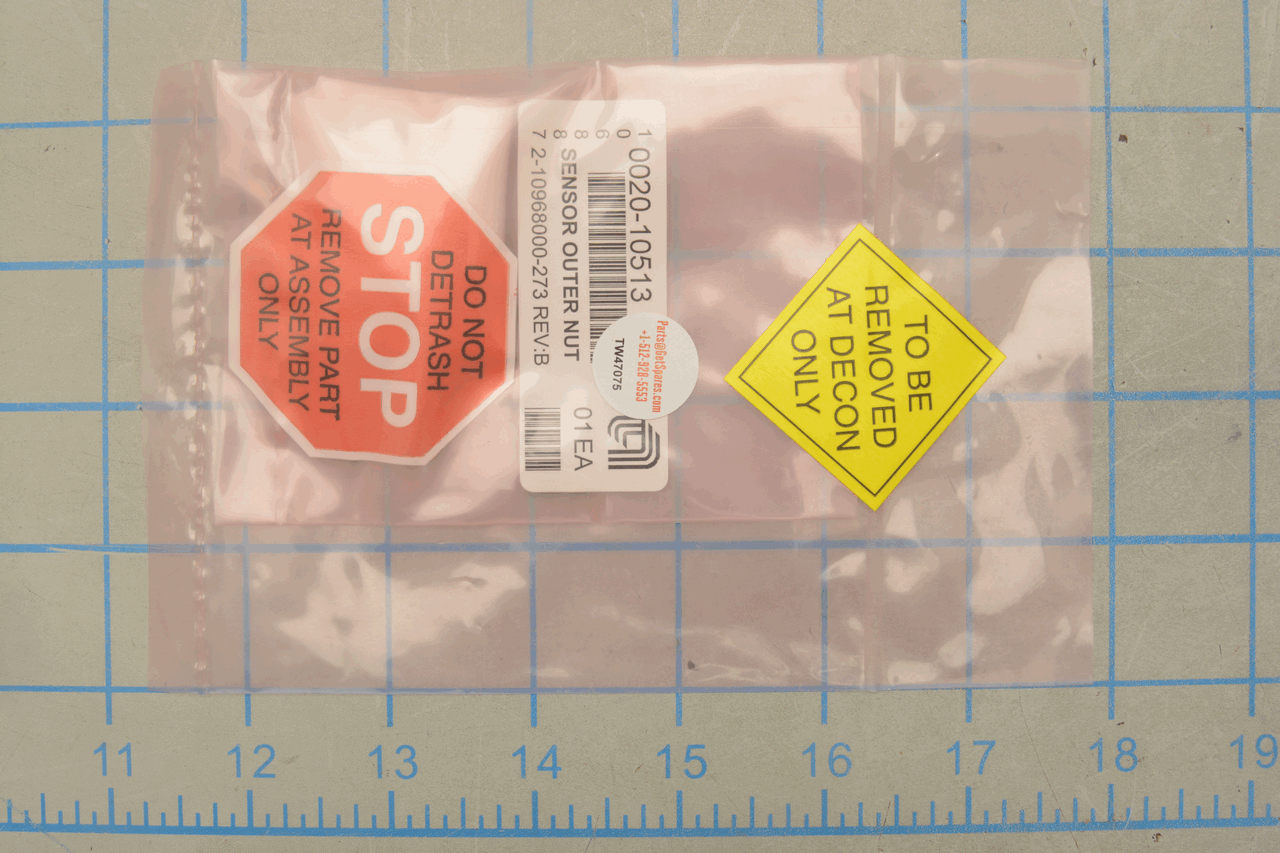 DO NOT
DETRASH
STOP
REMOVE PART
AT ASSEMBLY
ONLY
1 0020-10513
0
6
8 SENSOR OUTER NUT
8
7 2-10968000-273 REV:B
01 EA
Parts@GetSpares.com
+1-512-928-5553
TW47075
TO BE
REMOVED
AT DECON
ONLY
11 12 13 14 15 16 17 18 19